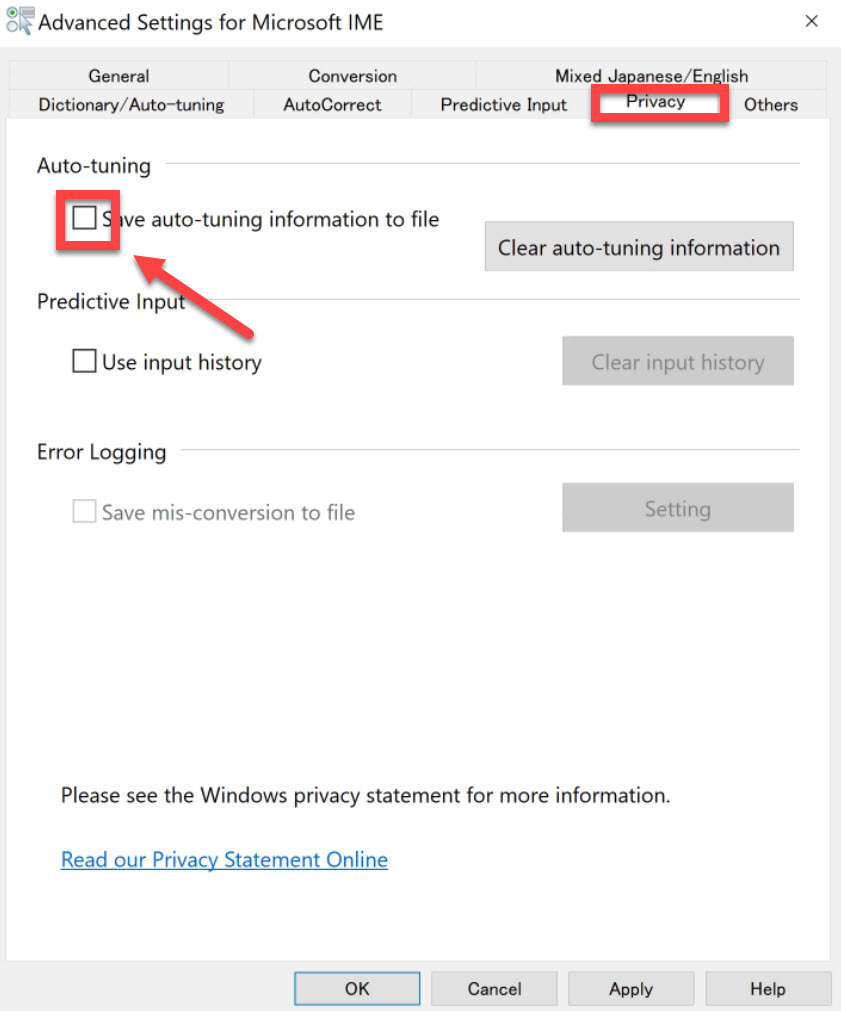 Advanced Settings for Microsoft IME
General Conversion Mixed Japanese/English
Dictionary/Auto-tuning AutoCorrect Predictive Input Privacy Others
Auto-tuning
Save auto-tuning information to file
Clear auto-tuning information
Predictive Input
Use input history Clear input history
Error Logging
Save mis-conversion to file Setting
Please see the Windows privacy statement for more information.
Read our Privacy Statement Online
OK Cancel Apply Help